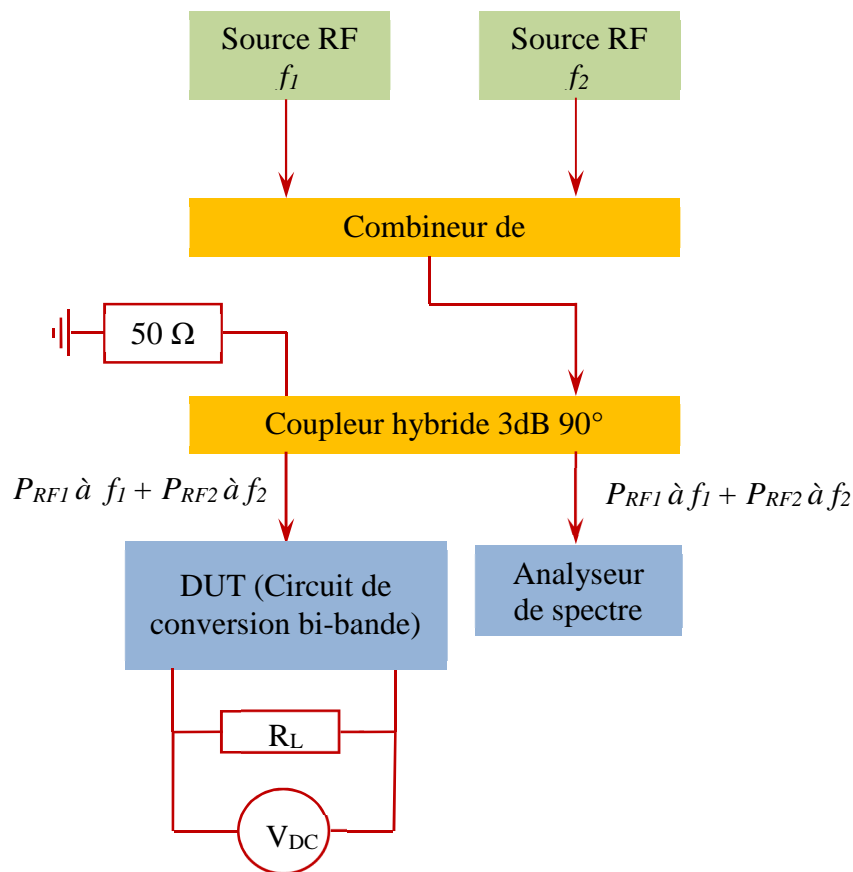 Source RF
f1
Source RF
f2
Combineur de
50 Ω
Coupleur hybride 3dB 90°
PRF1 à f1 + PRF2 à f2
PRF1 à f1 + PRF2 à f2
DUT (Circuit de
conversion bi-bande)
Analyseur
de spectre
RL
VDC